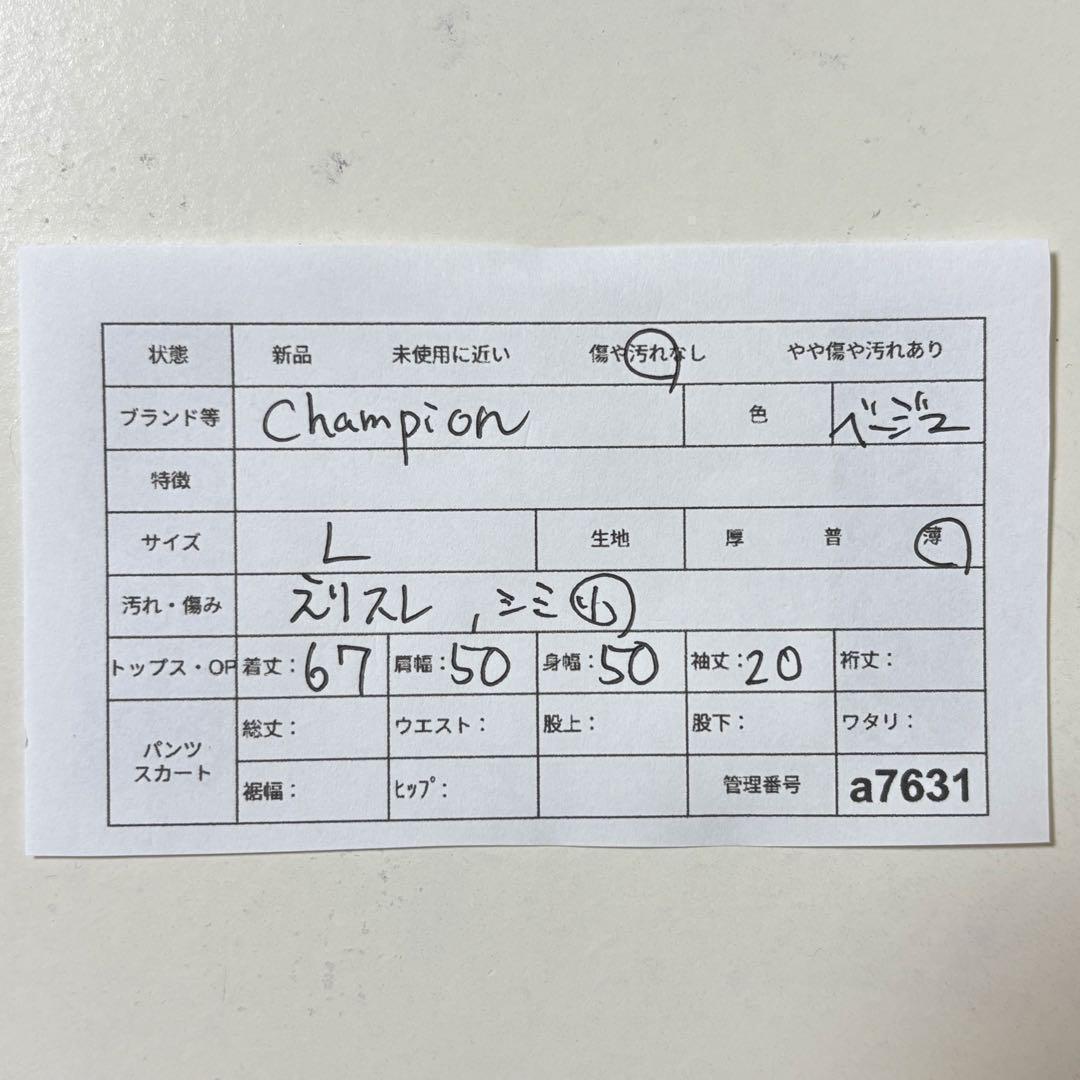 状態 新品 未使用に近い 傷や汚れなし やや傷や汚れあり
ブランド等 Champion 色 ベージュ
特徴
サイズ L 生地 厚 普 薄
汚れ・傷み えりスレ, シミ小
トップス・OP 着丈:67 肩幅:50 身幅:50 袖丈:20 裄丈:
パンツ スカート 総丈: ウエスト: 股上: 股下: ワタリ:
裾幅: ヒップ: 管理番号 a7631